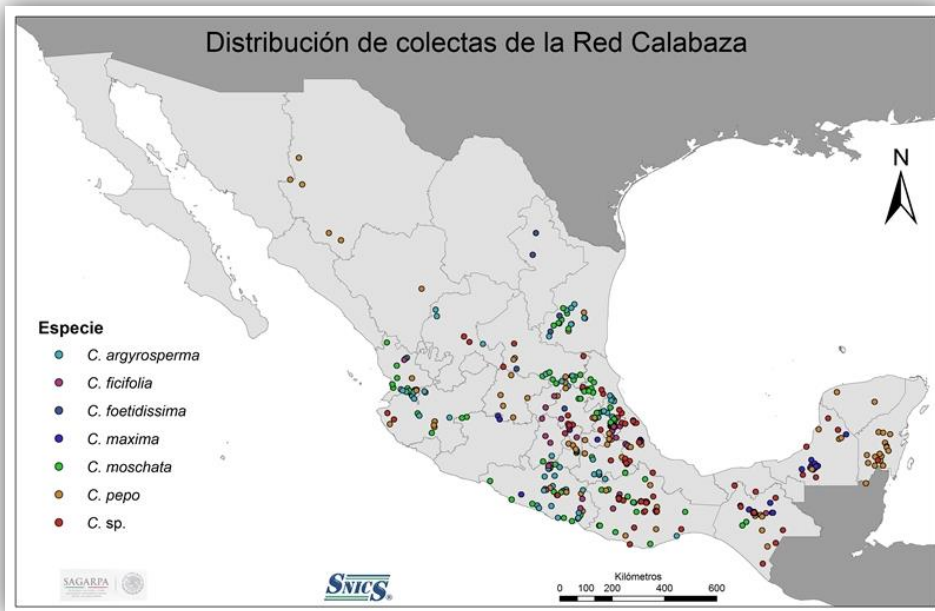 Distribución de colectas de la Red Calabaza
N
Especie
C. argyrosperma
C. ficifolia
C. foetidissima
C. maxima
C. moschata
C. pepo
C. sp.
SAGARPA
SNICS®
Kilómetros
0 100 200 400 600